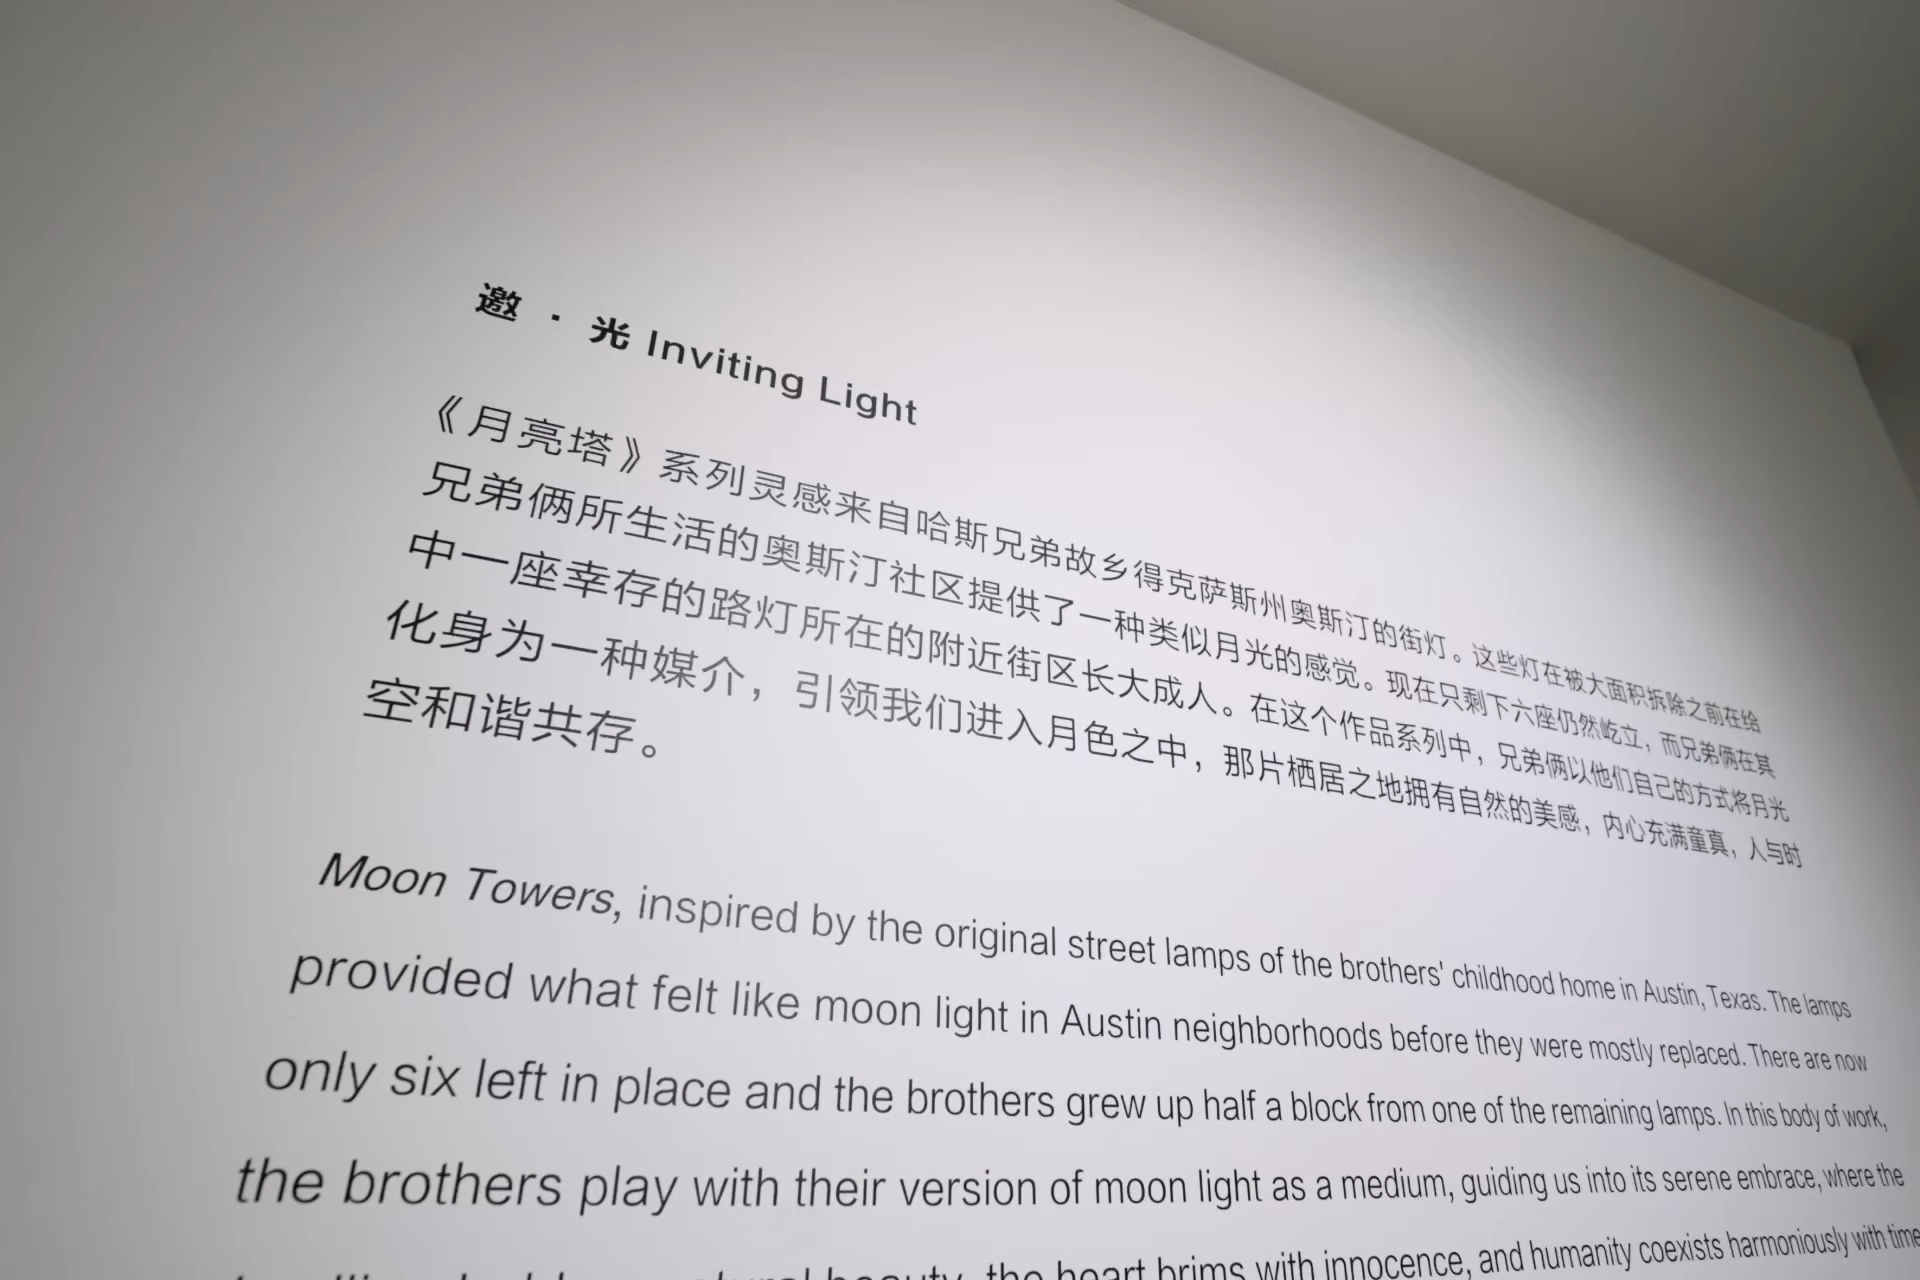 邀 · 光 Inviting Light
《月亮塔》系列灵感来自哈斯兄弟故乡得克萨斯州奥斯汀的街灯。这些灯在被大面积拆除之前在给
兄弟俩所生活的奥斯汀社区提供了一种类似月光的感觉。现在只剩下六座仍然屹立，而兄弟俩在其
中一座幸存的路灯所在的附近街区长大成人。在这个作品系列中，兄弟俩以他们自己的方式将月光
化身为一种媒介，引领我们进入月色之中，那片栖居之地拥有自然的美感，内心充满童真，人与时
空和谐共存。
Moon Towers, inspired by the original street lamps of the brothers' childhood home in Austin, Texas. The lamps
provided what felt like moon light in Austin neighborhoods before they were mostly replaced. There are now
only six left in place and the brothers grew up half a block from one of the remaining lamps. In this body of work,
the brothers play with their version of moon light as a medium, guiding us into its serene embrace, where the
beauty, the heart brims with innocence, and humanity coexists harmoniously with time